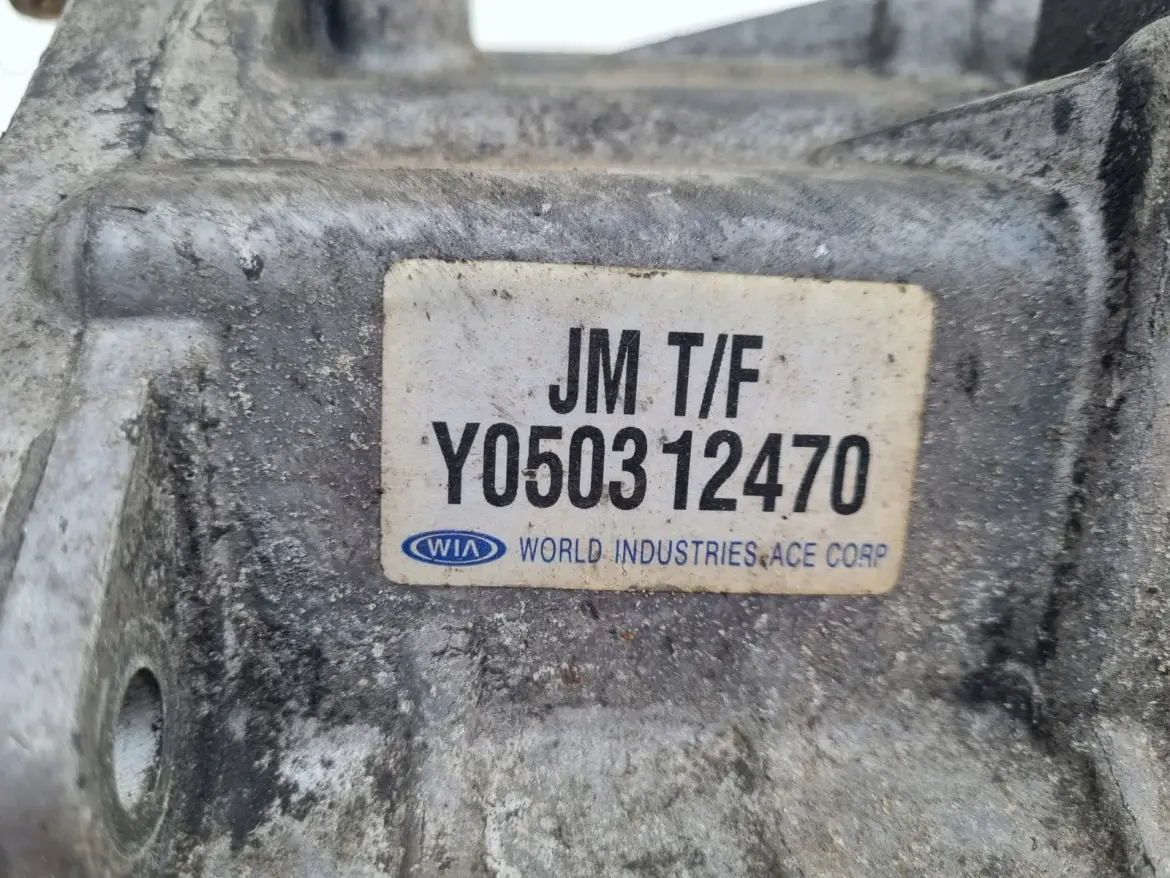 JM T/F
Y050312470
WIA WORLD INDUSTRIES ACE CORP